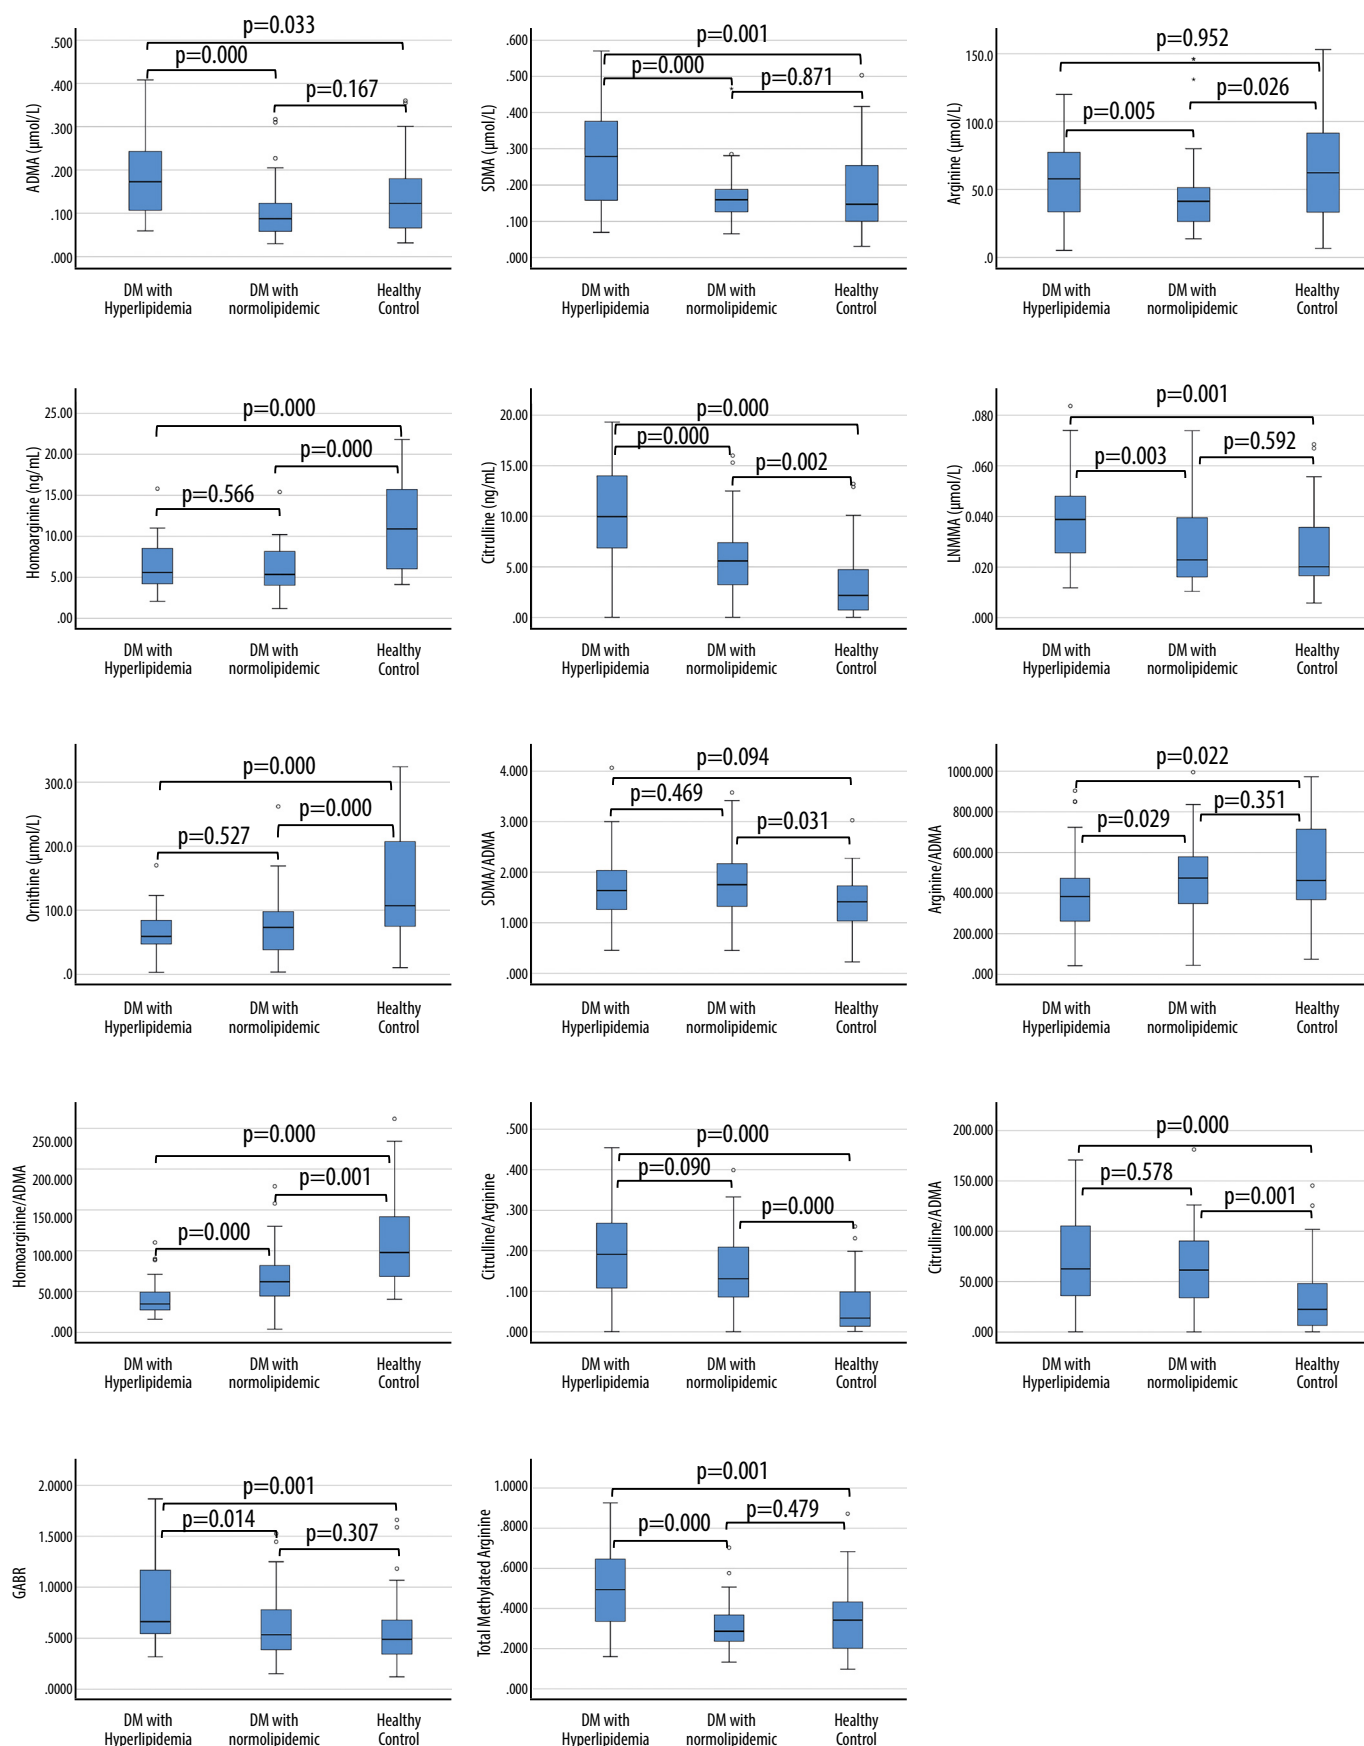 p=0.033
p=0.000
p=0.167
ADMA (µmol/L)
.500
.400
.300
.200
.100
.000
DM with Hyperlipidemia
DM with normolipidemic
Healthy Control
p=0.001
p=0.000
p=0.871
SDMA (µmol/L)
.600
.500
.400
.300
.200
.100
.000
DM with Hyperlipidemia
DM with normolipidemic
Healthy Control
p=0.952
p=0.005
p=0.026
Arginine (µmol/L)
150.0
100.0
50.0
.0
DM with Hyperlipidemia
DM with normolipidemic
Healthy Control
p=0.000
p=0.000
p=0.566
Homoarginine (ng/mL)
25.00
20.00
15.00
10.00
5.00
.00
DM with Hyperlipidemia
DM with normolipidemic
Healthy Control
p=0.000
p=0.000
p=0.002
Citrulline (ng/mL)
20.00
15.00
10.00
5.00
.00
DM with Hyperlipidemia
DM with normolipidemic
Healthy Control
p=0.001
p=0.592
p=0.003
LNMMA (µmol/L)
.080
.060
.040
.020
.000
DM with Hyperlipidemia
DM with normolipidemic
Healthy Control
p=0.000
p=0.000
p=0.527
Ornithine (µmol/L)
300.0
200.0
100.0
.0
DM with Hyperlipidemia
DM with normolipidemic
Healthy Control
p=0.094
p=0.469
p=0.031
SDMA/ADMA
4.000
3.000
2.000
1.000
.000
DM with Hyperlipidemia
DM with normolipidemic
Healthy Control
p=0.022
p=0.351
p=0.029
Arginine/ADMA
1000.000
800.000
600.000
400.000
200.000
.000
DM with Hyperlipidemia
DM with normolipidemic
Healthy Control
p=0.000
p=0.001
p=0.000
Homoarginine/ADMA
250.000
200.000
150.000
100.000
50.000
.000
DM with Hyperlipidemia
DM with normolipidemic
Healthy Control
p=0.000
p=0.090
p=0.000
Citrulline/Arginine
.500
.400
.300
.200
.100
.000
DM with Hyperlipidemia
DM with normolipidemic
Healthy Control
p=0.000
p=0.578
p=0.001
Citrulline/ADMA
200.000
150.000
100.000
50.000
.000
DM with Hyperlipidemia
DM with normolipidemic
Healthy Control
p=0.001
p=0.014
p=0.307
GABR
2.0000
1.5000
1.0000
.5000
.0000
DM with Hyperlipidemia
DM with normolipidemic
Healthy Control
p=0.001
p=0.479
p=0.000
Total Methylated Arginine
1.0000
.8000
.6000
.4000
.2000
.000
DM with Hyperlipidemia
DM with normolipidemic
Healthy Control